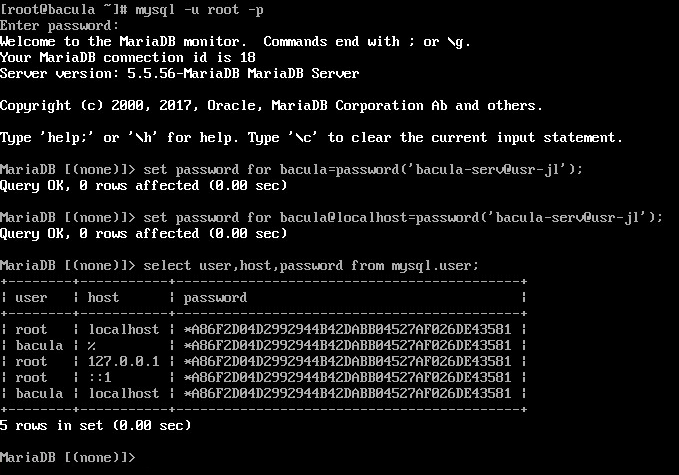 [root@bacula ~]# mysql -u root -p
Enter password:
Welcome to the MariaDB monitor.  Commands end with ; or \g.
Your MariaDB connection id is 18
Server version: 5.5.56-MariaDB MariaDB Server

Copyright (c) 2000, 2017, Oracle, MariaDB Corporation Ab and others.

Type 'help;' or '\h' for help. Type '\c' to clear the current input statement.

MariaDB [(none)]> set password for bacula=password('bacula-serv@usr-jl');
Query OK, 0 rows affected (0.00 sec)

MariaDB [(none)]> set password for bacula@localhost=password('bacula-serv@usr-jl');
Query OK, 0 rows affected (0.00 sec)

MariaDB [(none)]> select user,host,password from mysql.user;
+--------+-----------+-------------------------------------------+
| user   | host      | password                                  |
+--------+-----------+-------------------------------------------+
| root   | localhost | *A86F2D04D2992944B42DABB04527AF026DE43581 |
| bacula | %         | *A86F2D04D2992944B42DABB04527AF026DE43581 |
| root   | 127.0.0.1 | *A86F2D04D2992944B42DABB04527AF026DE43581 |
| root   | ::1       | *A86F2D04D2992944B42DABB04527AF026DE43581 |
| bacula | localhost | *A86F2D04D2992944B42DABB04527AF026DE43581 |
+--------+-----------+-------------------------------------------+
5 rows in set (0.00 sec)

MariaDB [(none)]>